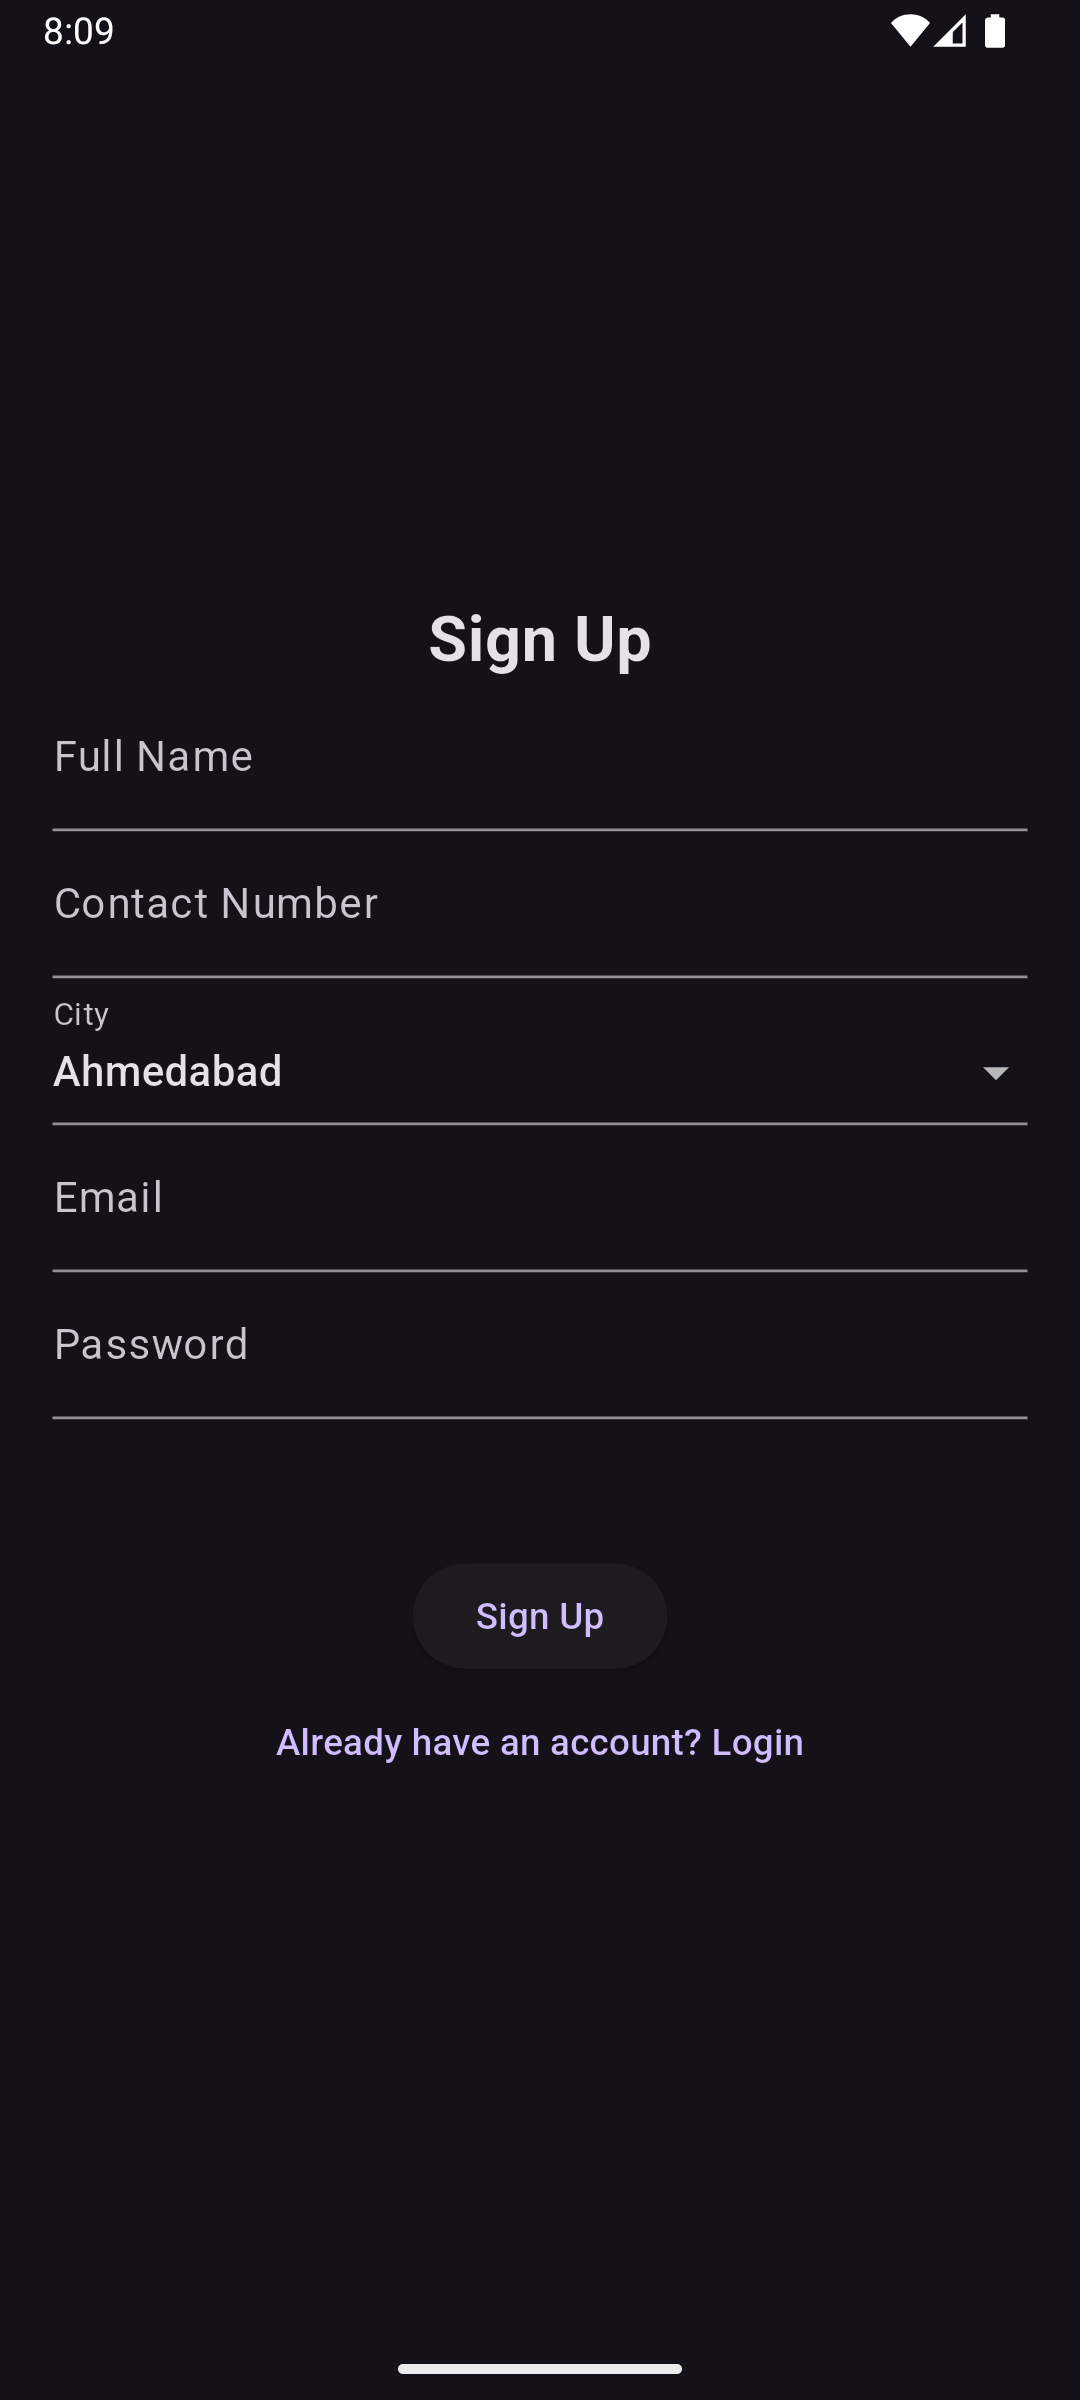 8:09
Sign Up
Full Name
Contact Number
City
Ahmedabad
Email
Password
Sign Up
Already have an account? Login